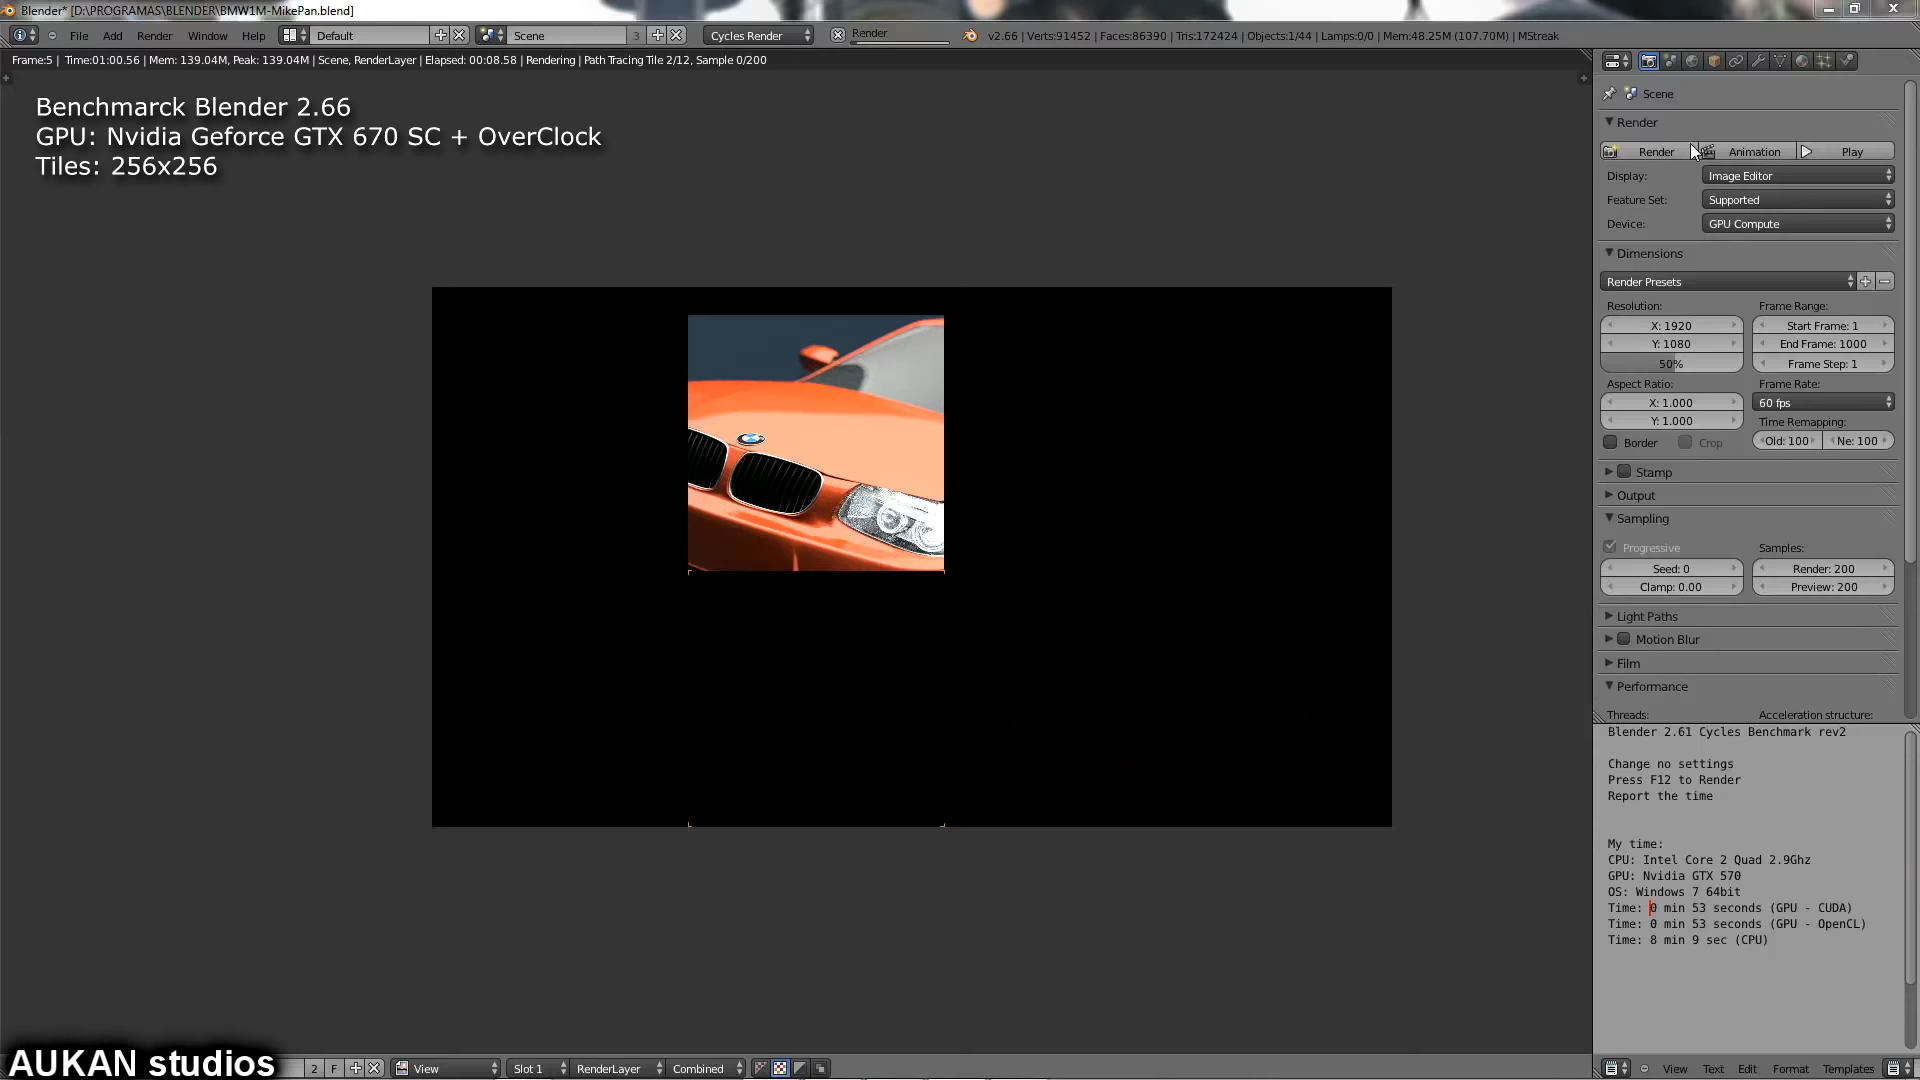 Blender* [D:\PROGRAMAS\BLENDER\BMW1M-MikePan.blend]
File Add Render Window Help Default Scene 3 Cycles Render Render v2.66 | Verts:91452 | Faces:86390 | Tris:172424 | Objects:1/44 | Lamps:0/0 | Mem:48.25M (107.70M) | MStreak
Frame:5 | Time:01:00.56 | Mem: 139.04M, Peak: 139.04M | Scene, RenderLayer | Elapsed: 00:08.58 | Rendering | Path Tracing Tile 2/12, Sample 0/200
Benchmarck Blender 2.66
GPU: Nvidia Geforce GTX 670 SC + OverClock
Tiles: 256x256
Scene
Render
Render Animation Play
Display: Image Editor
Feature Set: Supported
Device: GPU Compute
Dimensions
Render Presets
Resolution: Frame Range:
X: 1920 Start Frame: 1
Y: 1080 End Frame: 1000
50% Frame Step: 1
Aspect Ratio: Frame Rate:
X: 1.000 60 fps
Y: 1.000 Time Remapping:
Border Crop Old: 100 Ne: 100
Stamp
Output
Sampling
Progressive Samples:
Seed: 0 Render: 200
Clamp: 0.00 Preview: 200
Light Paths
Motion Blur
Film
Performance
Threads: Acceleration structure:
Blender 2.61 Cycles Benchmark rev2
Change no settings
Press F12 to Render
Report the time
My time:
CPU: Intel Core 2 Quad 2.9Ghz
GPU: Nvidia GTX 570
OS: Windows 7 64bit
Time: 0 min 53 seconds (GPU - CUDA)
Time: 0 min 53 seconds (GPU - OpenCL)
Time: 8 min 9 sec (CPU)
AUKAN studios
2 F View Slot 1 RenderLayer Combined
View Text Edit Format Templates